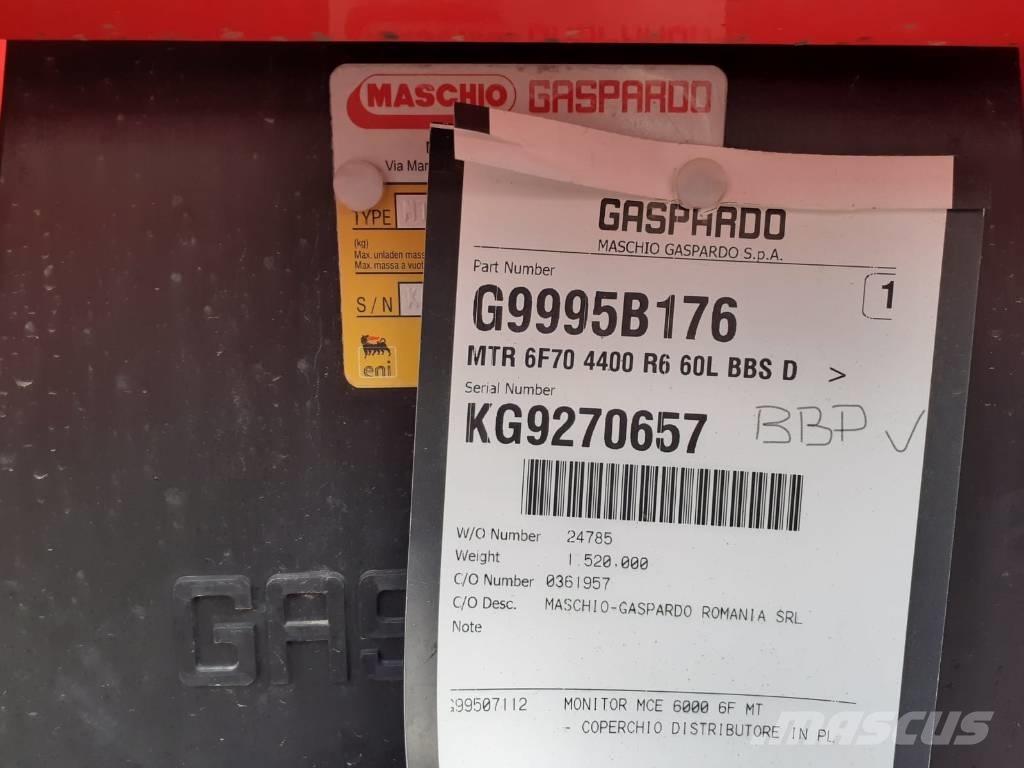 MASCHIO GASPARDO
Via Mar
TYPE
(kg)
Max. unladen mass
Max. massa a vuot
S/N
eni
GASPARDO
MASCHIO GASPARDO S.p.A.
Part Number
1
G9995B176
MTR 6F70 4400 R6 60L BBS D >
Serial Number
KG9270657 BBP ✓
W/O Number 24785
Weight 1.520.000
C/O Number 0361957
C/O Desc. MASCHIO-GASPARDO ROMANIA SRL
Note
G99507112 MONITOR MCE 6000 6F MT
- COPERCHIO DISTRIBUTORE IN PL
GAS
MASCUS